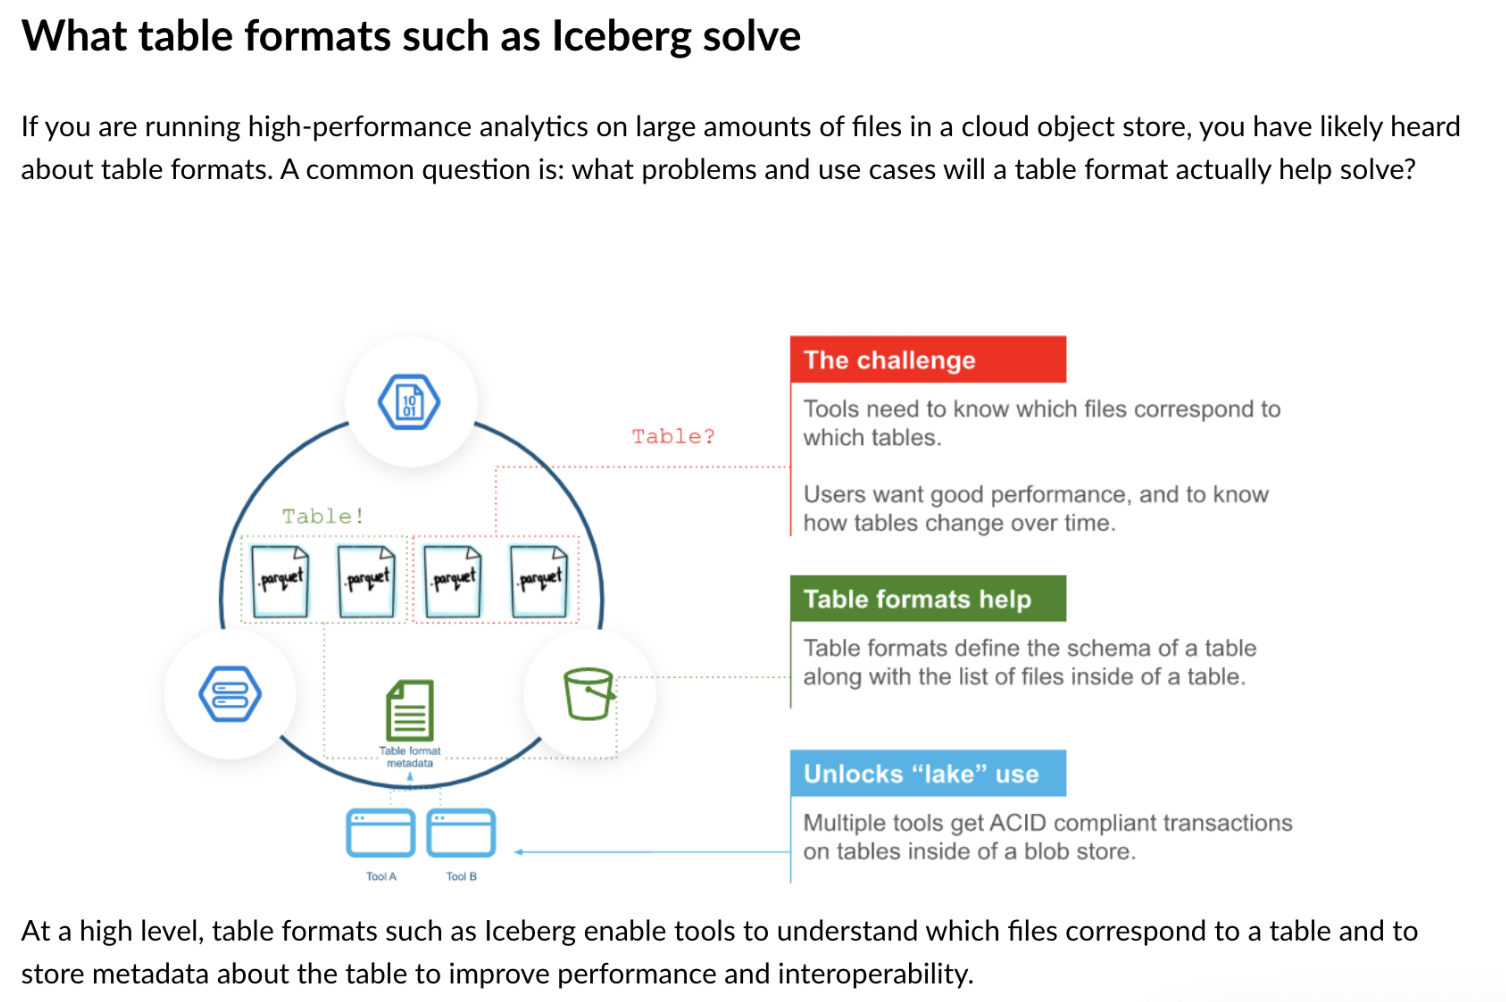 What table formats such as Iceberg solve
If you are running high-performance analytics on large amounts of files in a cloud object store, you have likely heard
about table formats. A common question is: what problems and use cases will a table format actually help solve?
10
01
Table?
Table!
.parquet
.parquet
.parquet
.parquet
Table format
metadata
Tool A
Tool B
The challenge
Tools need to know which files correspond to
which tables.
Users want good performance, and to know
how tables change over time.
Table formats help
Table formats define the schema of a table
along with the list of files inside of a table.
Unlocks “lake” use
Multiple tools get ACID compliant transactions
on tables inside of a blob store.
At a high level, table formats such as Iceberg enable tools to understand which files correspond to a table and to
store metadata about the table to improve performance and interoperability.